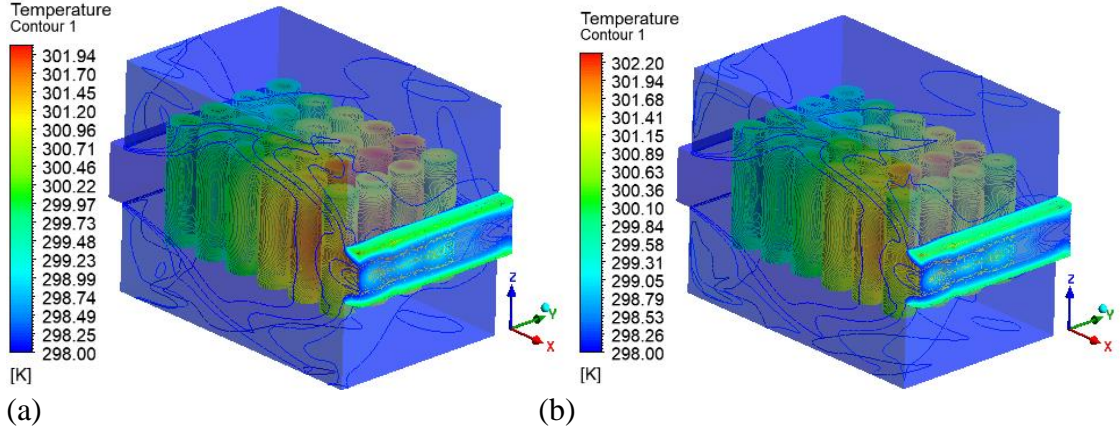 Temperature
Contour 1
301.94
301.70
301.45
301.20
300.96
300.71
300.46
300.22
299.97
299.73
299.48
299.23
298.99
298.74
298.49
298.25
298.00
[K]
Z
Y
X
(a)
Temperature
Contour 1
302.20
301.94
301.68
301.41
301.15
300.89
300.63
300.36
300.10
299.84
299.58
299.31
299.05
298.79
298.53
298.26
298.00
[K]
Z
Y
X
(b)